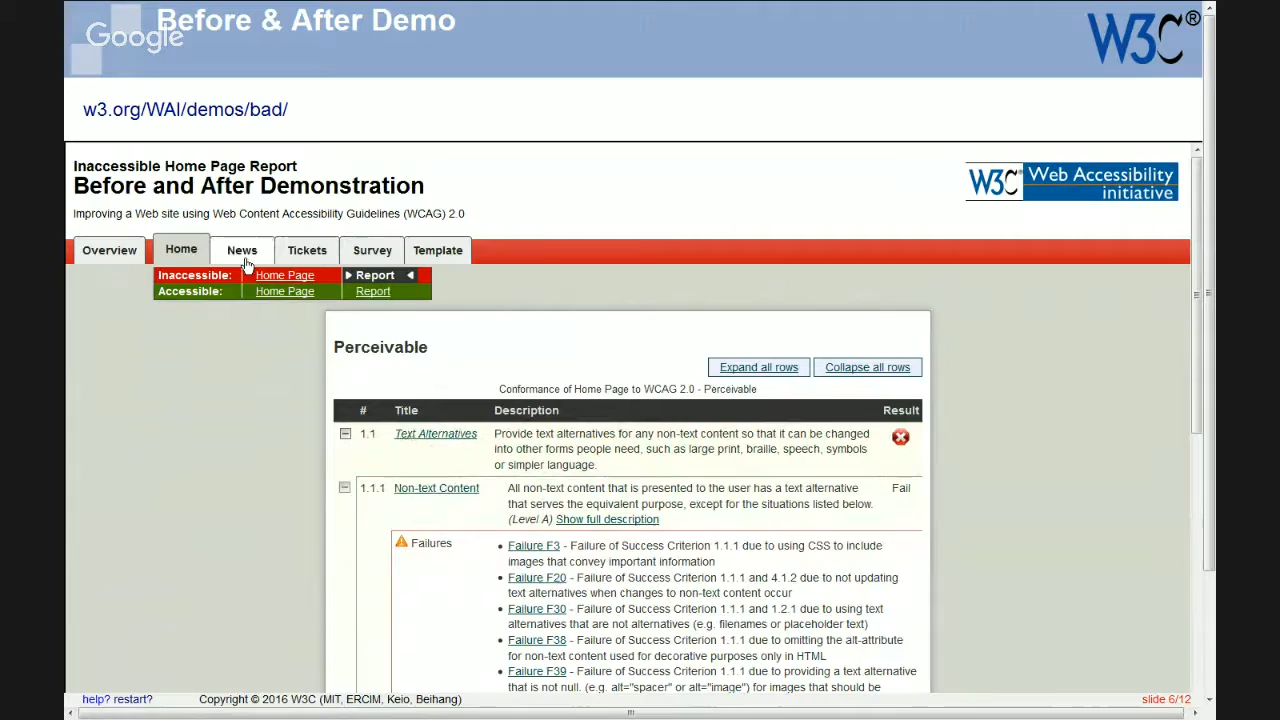 Before & After Demo
Google
W3C®
w3.org/WAI/demos/bad/
Inaccessible Home Page Report
Before and After Demonstration
Improving a Web site using Web Content Accessibility Guidelines (WCAG) 2.0
W3C® Web Accessibility
initiative
Overview Home News Tickets Survey Template
Inaccessible: Home Page Report
Accessible: Home Page Report
Perceivable
Expand all rows Collapse all rows
Conformance of Home Page to WCAG 2.0 - Perceivable
# Title Description Result
1.1 Text Alternatives Provide text alternatives for any non-text content so that it can be changed
into other forms people need, such as large print, braille, speech, symbols
or simpler language.
1.1.1 Non-text Content All non-text content that is presented to the user has a text alternative Fail
that serves the equivalent purpose, except for the situations listed below.
(Level A) Show full description
Failures • Failure F3 - Failure of Success Criterion 1.1.1 due to using CSS to include
images that convey important information
• Failure F20 - Failure of Success Criterion 1.1.1 and 4.1.2 due to not updating
text alternatives when changes to non-text content occur
• Failure F30 - Failure of Success Criterion 1.1.1 and 1.2.1 due to using text
alternatives that are not alternatives (e.g. filenames or placeholder text)
• Failure F38 - Failure of Success Criterion 1.1.1 due to omitting the alt-attribute
for non-text content used for decorative purposes only in HTML
• Failure F39 - Failure of Success Criterion 1.1.1 due to providing a text alternative
that is not null. (e.g. alt="spacer" or alt="image") for images that should be
help? restart? Copyright © 2016 W3C (MIT, ERCIM, Keio, Beihang) slide 6/12